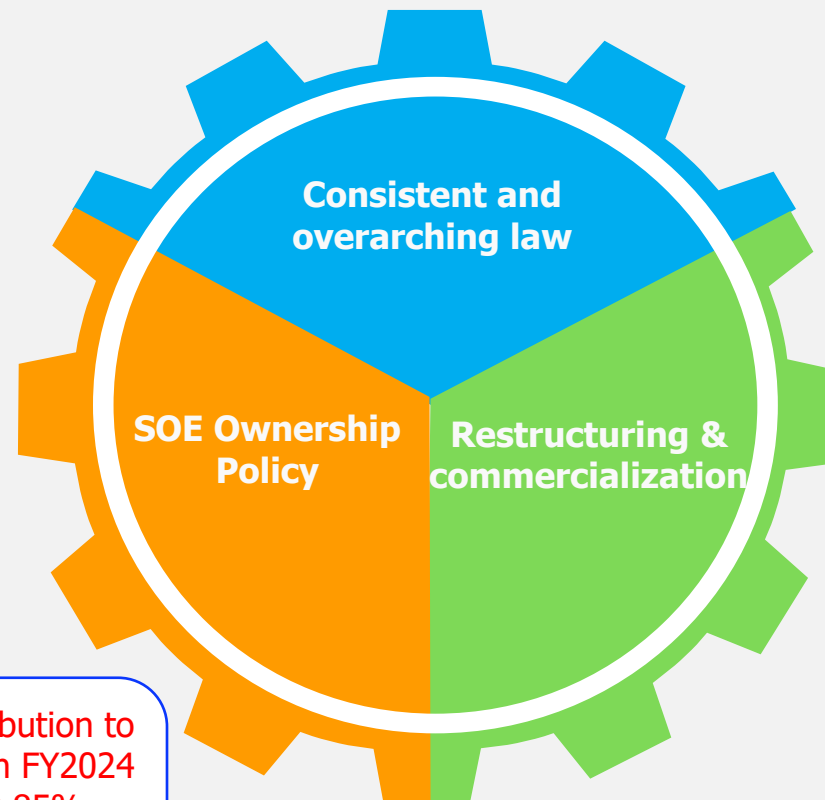 Consistent and
overarching law
SOE Ownership
Policy
Restructuring &
commercialization
bution to
FY2024